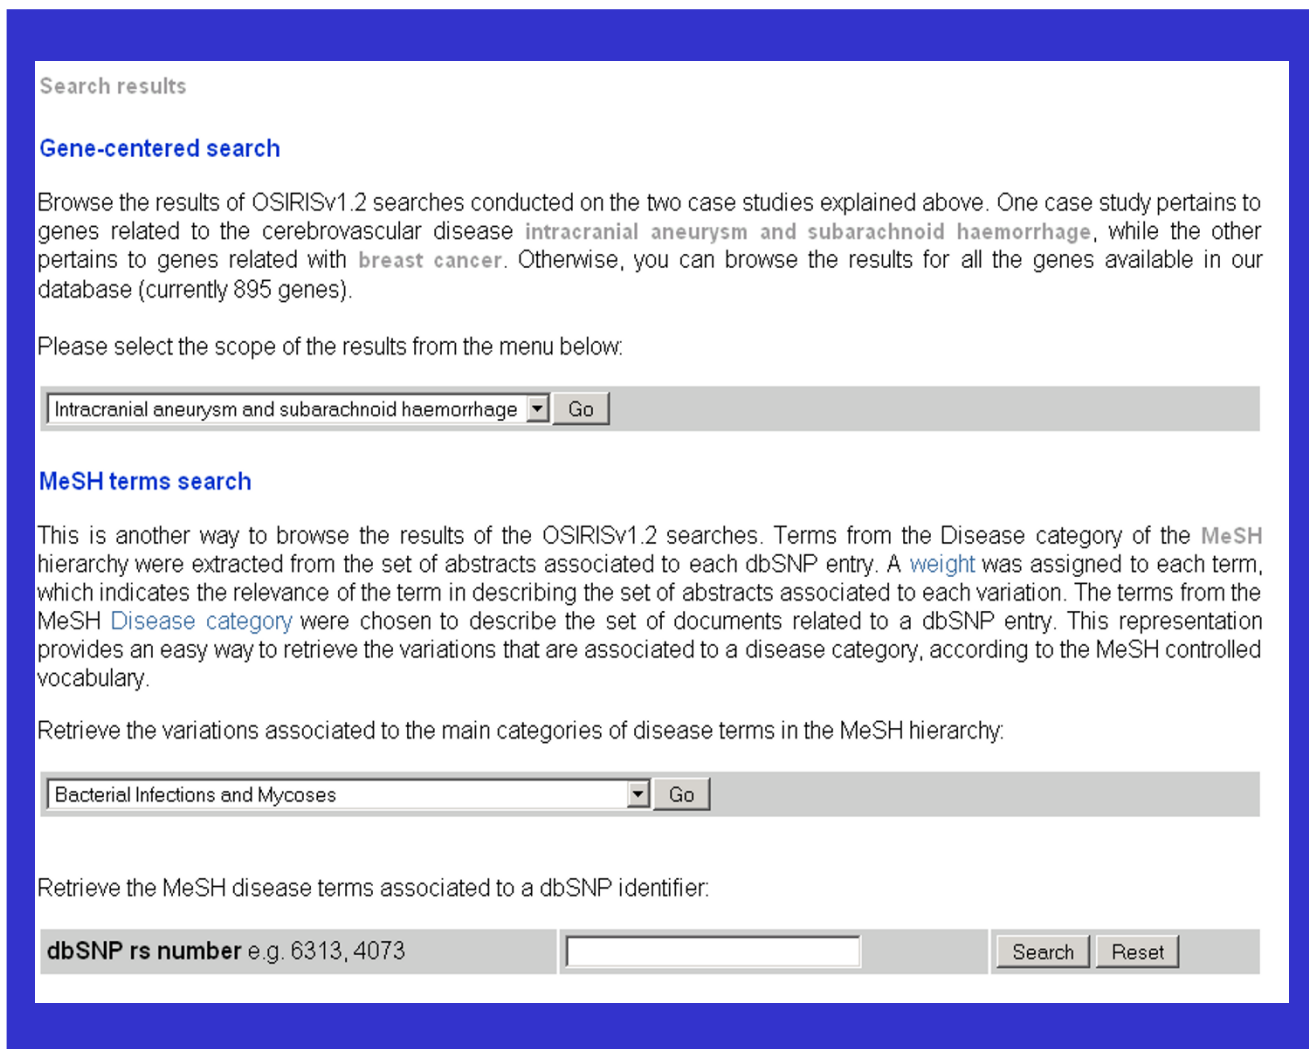 Search results
Gene-centered search
Browse the results of OSIRISv1.2 searches conducted on the two case studies explained above. One case study pertains to
genes related to the cerebrovascular disease intracranial aneurysm and subarachnoid haemorrhage, while the other
pertains to genes related with breast cancer. Otherwise, you can browse the results for all the genes available in our
database (currently 895 genes).
Please select the scope of the results from the menu below:
Intracranial aneurysm and subarachnoid haemorrhage Go
MeSH terms search
This is another way to browse the results of the OSIRISv1.2 searches. Terms from the Disease category of the MeSH
hierarchy were extracted from the set of abstracts associated to each dbSNP entry. A weight was assigned to each term,
which indicates the relevance of the term in describing the set of abstracts associated to each variation. The terms from the
MeSH Disease category were chosen to describe the set of documents related to a dbSNP entry. This representation
provides an easy way to retrieve the variations that are associated to a disease category, according to the MeSH controlled
vocabulary.
Retrieve the variations associated to the main categories of disease terms in the MeSH hierarchy:
Bacterial Infections and Mycoses Go
Retrieve the MeSH disease terms associated to a dbSNP identifier:
dbSNP rs number e.g. 6313, 4073 Search Reset